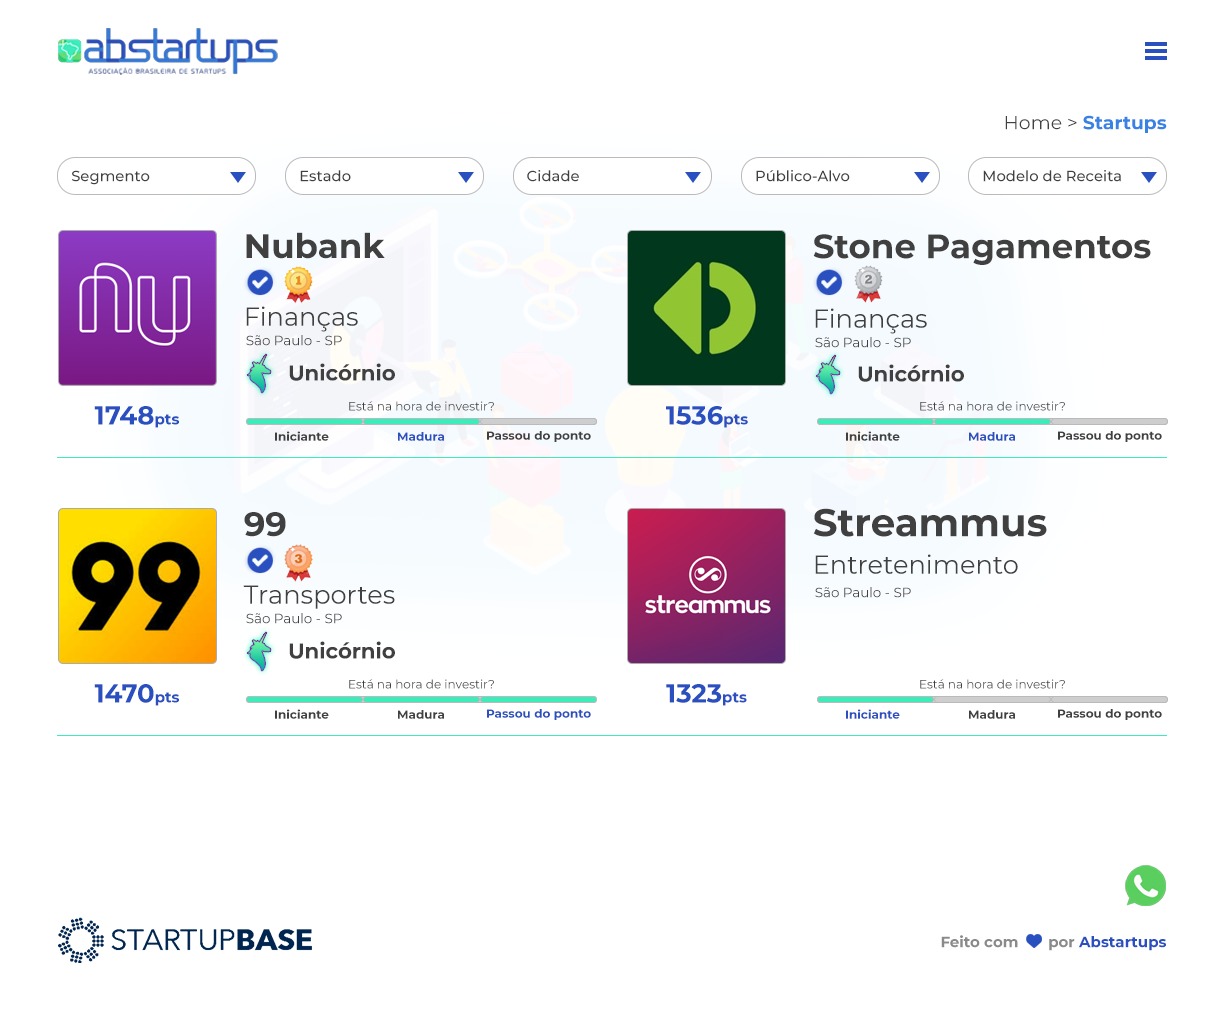 abstartups
ASSOCIAÇÃO BRASILEIRA DE STARTUPS
Home > Startups
Segmento
Estado
Cidade
Público-Alvo
Modelo de Receita
nu
Nubank
1
Finanças
São Paulo - SP
Unicórnio
1748pts
Está na hora de investir?
Iniciante
Madura
Passou do ponto
Stone Pagamentos
2
Finanças
São Paulo - SP
Unicórnio
1536pts
Está na hora de investir?
Iniciante
Madura
Passou do ponto
99
99
3
Transportes
São Paulo - SP
Unicórnio
1470pts
Está na hora de investir?
Iniciante
Madura
Passou do ponto
streammus
Streammus
Entretenimento
São Paulo - SP
1323pts
Está na hora de investir?
Iniciante
Madura
Passou do ponto
STARTUPBASE
Feito com por Abstartups